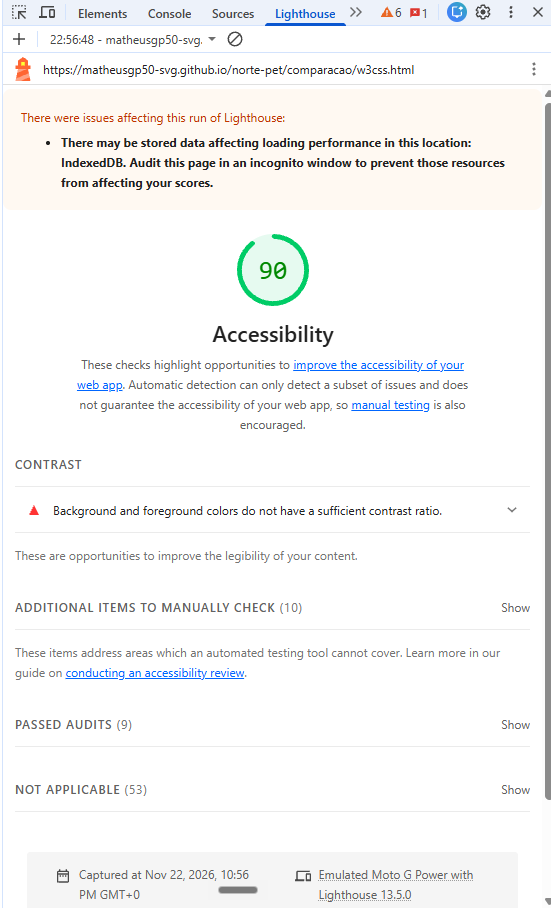 Elements Console Sources Lighthouse 6 1
22:56:48 - matheusgp50-svg.
https://matheusgp50-svg.github.io/norte-pet/comparacao/w3css.html
There were issues affecting this run of Lighthouse:
• There may be stored data affecting loading performance in this location:
IndexedDB. Audit this page in an incognito window to prevent those resources
from affecting your scores.
90
Accessibility
These checks highlight opportunities to improve the accessibility of your
web app. Automatic detection can only detect a subset of issues and does
not guarantee the accessibility of your web app, so manual testing is also
encouraged.
CONTRAST
Background and foreground colors do not have a sufficient contrast ratio.
These are opportunities to improve the legibility of your content.
ADDITIONAL ITEMS TO MANUALLY CHECK (10) Show
These items address areas which an automated testing tool cannot cover. Learn more in our
guide on conducting an accessibility review.
PASSED AUDITS (9) Show
NOT APPLICABLE (53) Show
Captured at Nov 22, 2026, 10:56
PM GMT+0
Emulated Moto G Power with
Lighthouse 13.5.0